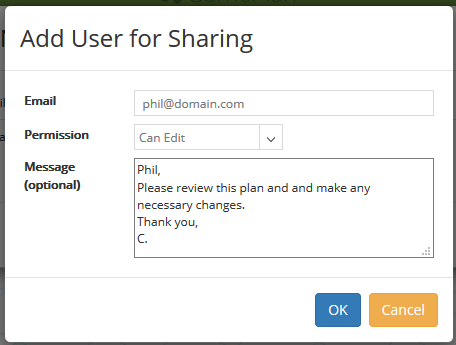 Add User for Sharing
Email
phil@domain.com
Permission
Can Edit
Message
(optional)
Phil,
Please review this plan and and make any
necessary changes.
Thank you,
C.
OK
Cancel